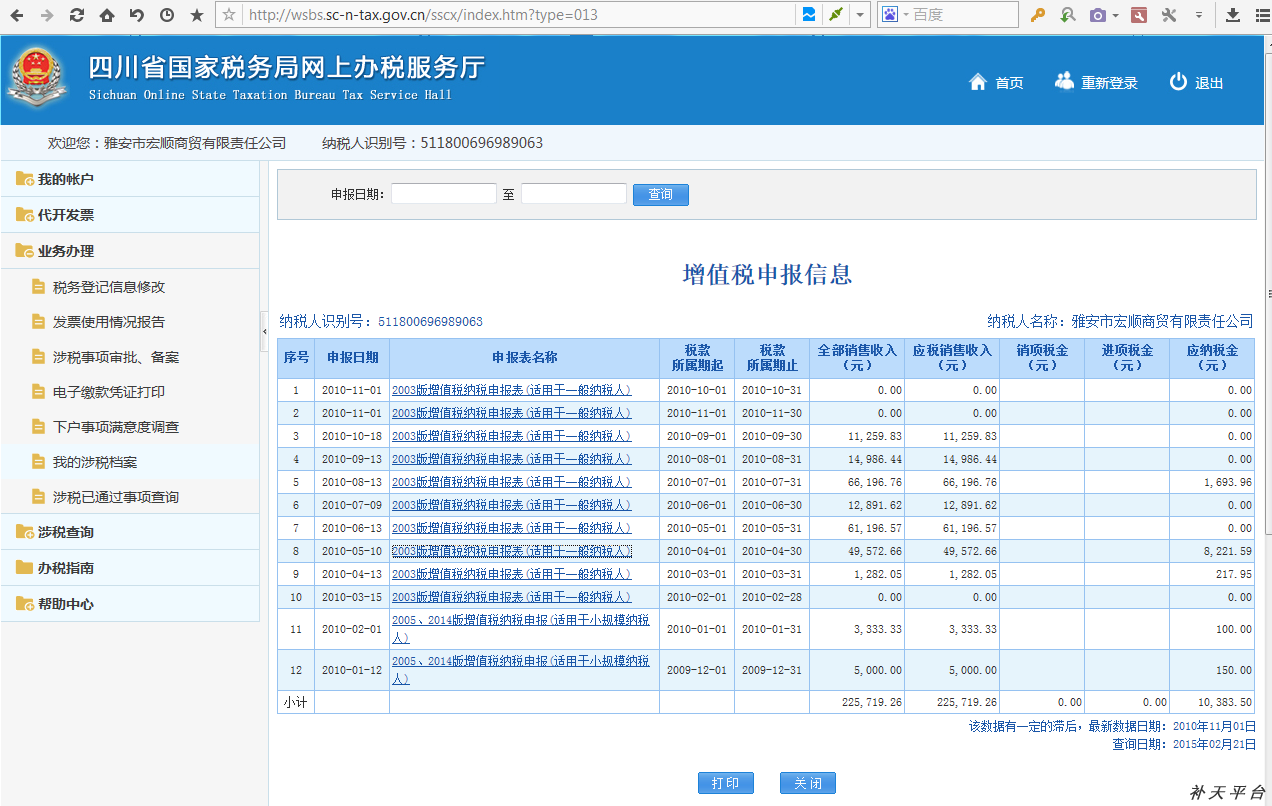 http://wsbs.sc-n-tax.gov.cn/sscx/index.htm?type=013
百度
四川省国家税务局网上办税服务厅
Sichuan Online State Taxation Bureau Tax Service Hall
首页 重新登录 退出
欢迎您：雅安市宏顺商贸有限责任公司 纳税人识别号：511800696989063
我的帐户
代开发票
业务办理
税务登记信息修改
发票使用情况报告
涉税事项审批、备案
电子缴款凭证打印
下户事项满意度调查
我的涉税档案
涉税已通过事项查询
涉税查询
办税指南
帮助中心
申报日期： 至 查询
增值税申报信息
纳税人识别号：511800696989063 纳税人名称：雅安市宏顺商贸有限责任公司
序号 申报日期 申报表名称 税款所属期起 税款所属期止 全部销售收入（元） 应税销售收入（元） 销项税金（元） 进项税金（元） 应纳税金（元）
1 2010-11-01 2003版增值税纳税申报表(适用于一般纳税人) 2010-10-01 2010-10-31 0.00 0.00 0.00
2 2010-11-01 2003版增值税纳税申报表(适用于一般纳税人) 2010-11-01 2010-11-30 0.00 0.00 0.00
3 2010-10-18 2003版增值税纳税申报表(适用于一般纳税人) 2010-09-01 2010-09-30 11,259.83 11,259.83 0.00
4 2010-09-13 2003版增值税纳税申报表(适用于一般纳税人) 2010-08-01 2010-08-31 14,986.44 14,986.44 0.00
5 2010-08-13 2003版增值税纳税申报表(适用于一般纳税人) 2010-07-01 2010-07-31 66,196.76 66,196.76 1,693.96
6 2010-07-09 2003版增值税纳税申报表(适用于一般纳税人) 2010-06-01 2010-06-30 12,891.62 12,891.62 0.00
7 2010-06-13 2003版增值税纳税申报表(适用于一般纳税人) 2010-05-01 2010-05-31 61,196.57 61,196.57 0.00
8 2010-05-10 2003版增值税纳税申报表(适用于一般纳税人) 2010-04-01 2010-04-30 49,572.66 49,572.66 8,221.59
9 2010-04-13 2003版增值税纳税申报表(适用于一般纳税人) 2010-03-01 2010-03-31 1,282.05 1,282.05 217.95
10 2010-03-15 2003版增值税纳税申报表(适用于一般纳税人) 2010-02-01 2010-02-28 0.00 0.00 0.00
11 2010-02-01 2005、2014版增值税纳税申报(适用于小规模纳税人) 2010-01-01 2010-01-31 3,333.33 3,333.33 100.00
12 2010-01-12 2005、2014版增值税纳税申报(适用于小规模纳税人) 2009-12-01 2009-12-31 5,000.00 5,000.00 150.00
小计 225,719.26 225,719.26 0.00 0.00 10,383.50
该数据有一定的滞后，最新数据日期：2010年11月01日
查询日期：2015年02月21日
打印 关闭
补天平台